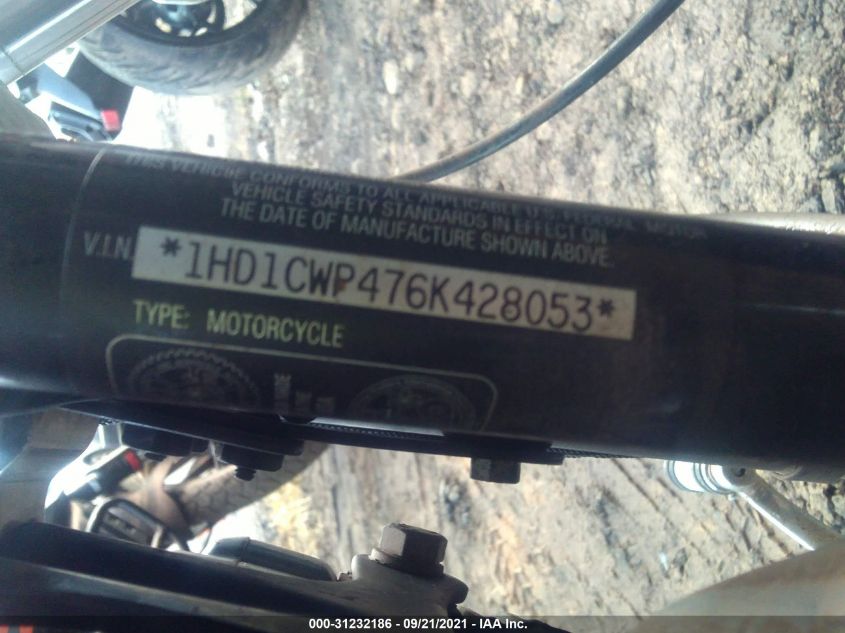 THIS VEHICLE CONFORMS TO ALL APPLICABLE U.S. FEDERAL MOTOR
VEHICLE SAFETY STANDARDS IN EFFECT ON
THE DATE OF MANUFACTURE SHOWN ABOVE.
V.I.N. *1HD1CWP476K428053*
TYPE: MOTORCYCLE
000-31232186 - 09/21/2021 - IAA Inc.